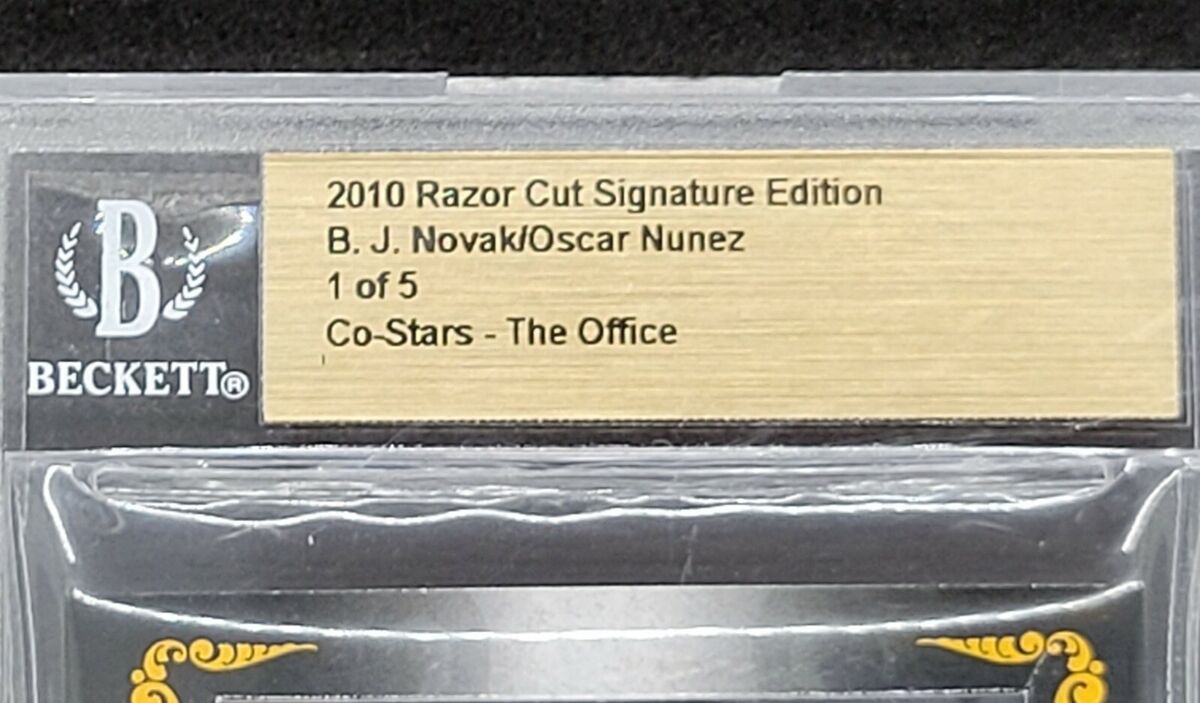 B
BECKETT®
2010 Razor Cut Signature Edition
B. J. Novak/Oscar Nunez
1 of 5
Co-Stars - The Office